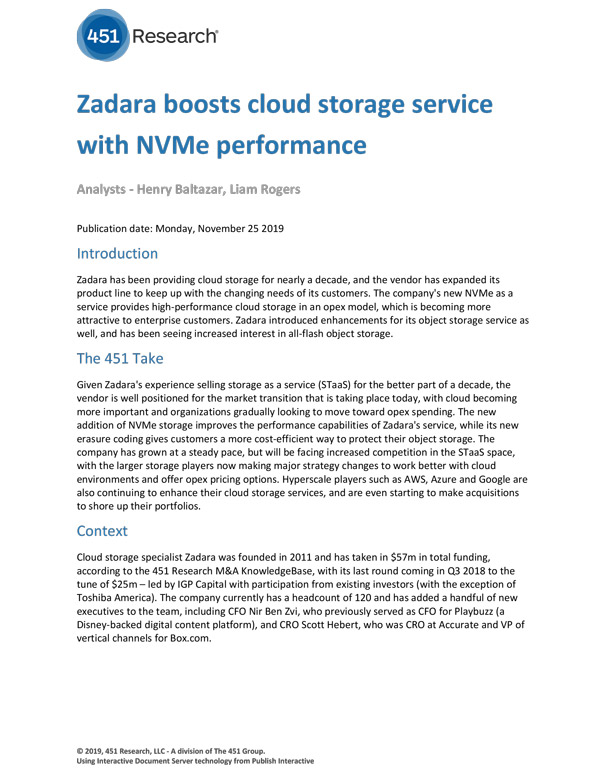 451 Research
Zadara boosts cloud storage service
with NVMe performance
Analysts - Henry Baltazar, Liam Rogers
Publication date: Monday, November 25 2019
Introduction
Zadara has been providing cloud storage for nearly a decade, and the vendor has expanded its
product line to keep up with the changing needs of its customers. The company's new NVMe as a
service provides high-performance cloud storage in an opex model, which is becoming more
attractive to enterprise customers. Zadara introduced enhancements for its object storage service as
well, and has been seeing increased interest in all-flash object storage.
The 451 Take
Given Zadara's experience selling storage as a service (STaaS) for the better part of a decade, the
vendor is well positioned for the market transition that is taking place today, with cloud becoming
more important and organizations gradually looking to move toward opex spending. The new
addition of NVMe storage improves the performance capabilities of Zadara's service, while its new
erasure coding gives customers a more cost-efficient way to protect their object storage. The
company has grown at a steady pace, but will be facing increased competition in the STaaS space,
with the larger storage players now making major strategy changes to work better with cloud
environments and offer opex pricing options. Hyperscale players such as AWS, Azure and Google are
also continuing to enhance their cloud storage services, and are even starting to make acquisitions
to shore up their portfolios.
Context
Cloud storage specialist Zadara was founded in 2011 and has taken in $57m in total funding,
according to the 451 Research M&A KnowledgeBase, with its last round coming in Q3 2018 to the
tune of $25m – led by IGP Capital with participation from existing investors (with the exception of
Toshiba America). The company currently has a headcount of 120 and has added a handful of new
executives to the team, including CFO Nir Ben Zvi, who previously served as CFO for Playbuzz (a
Disney-backed digital content platform), and CRO Scott Hebert, who was CRO at Accurate and VP of
vertical channels for Box.com.
© 2019, 451 Research, LLC - A division of The 451 Group.
Using Interactive Document Server technology from Publish Interactive